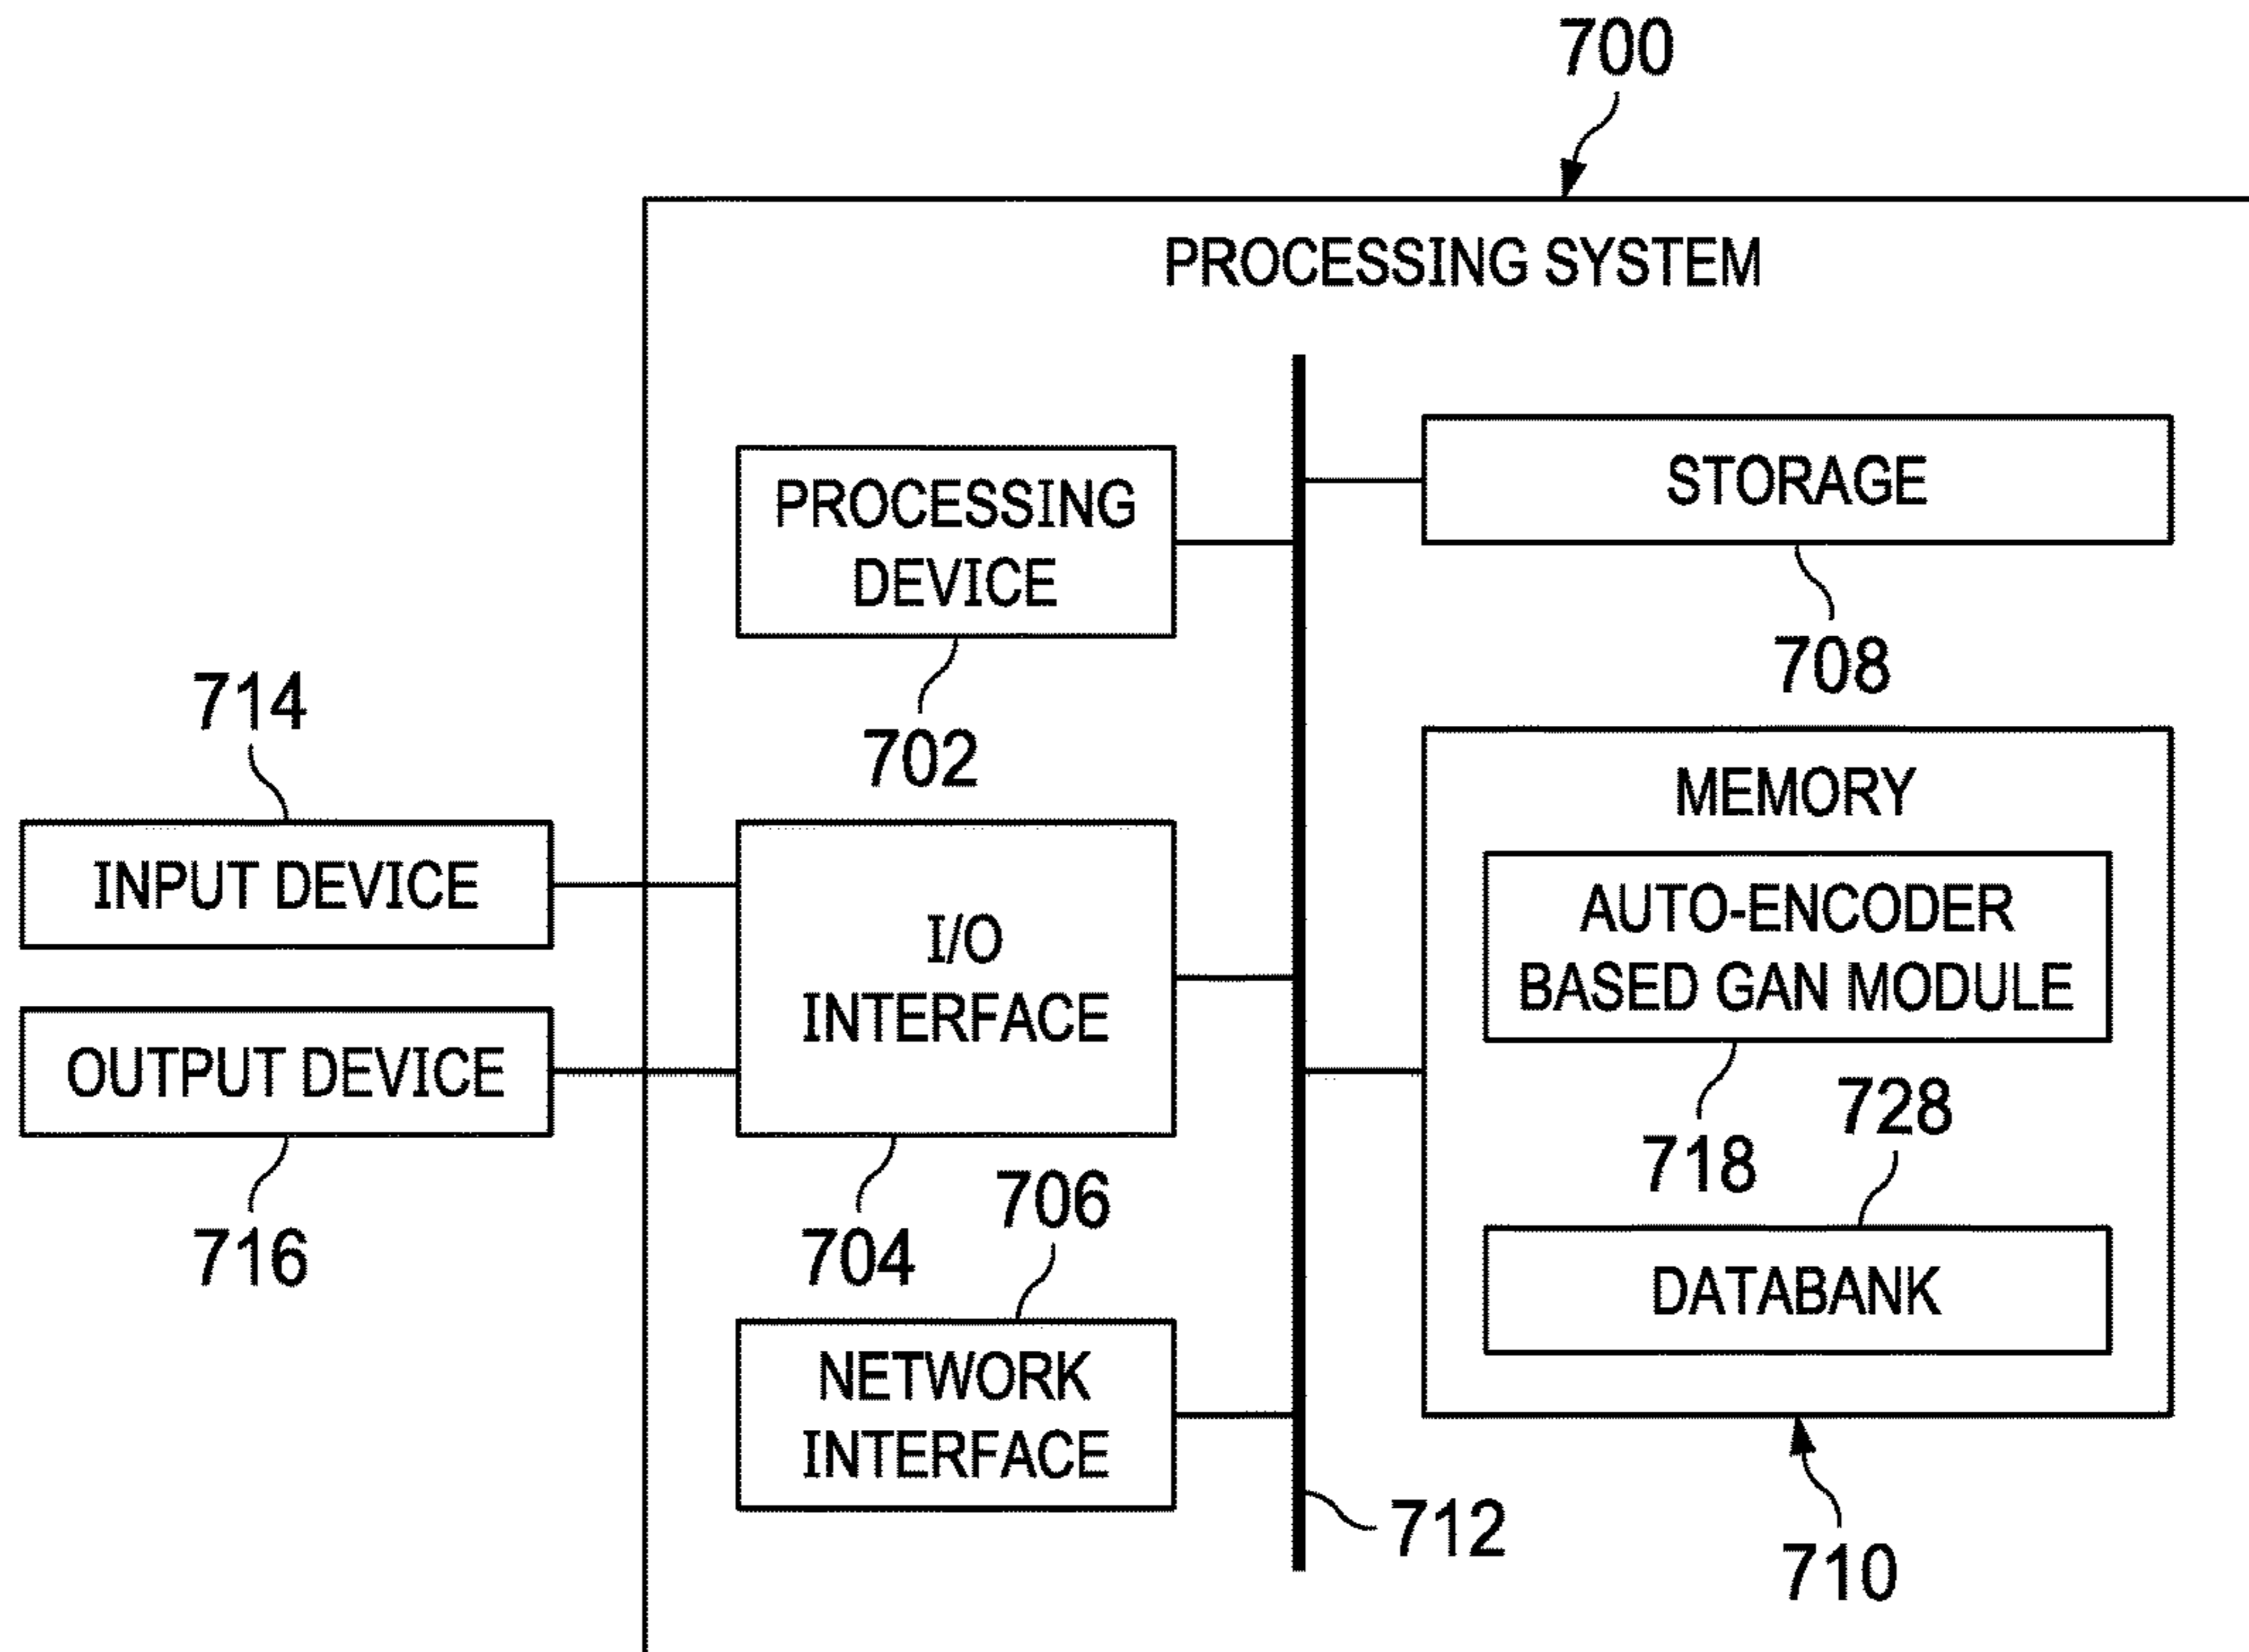 700
PROCESSING SYSTEM
PROCESSING
DEVICE
702
STORAGE
708
714
INPUT DEVICE
OUTPUT DEVICE
716
I/O
INTERFACE
704
706
NETWORK
INTERFACE
712
MEMORY
AUTO-ENCODER
BASED GAN MODULE
718
728
DATABANK
710